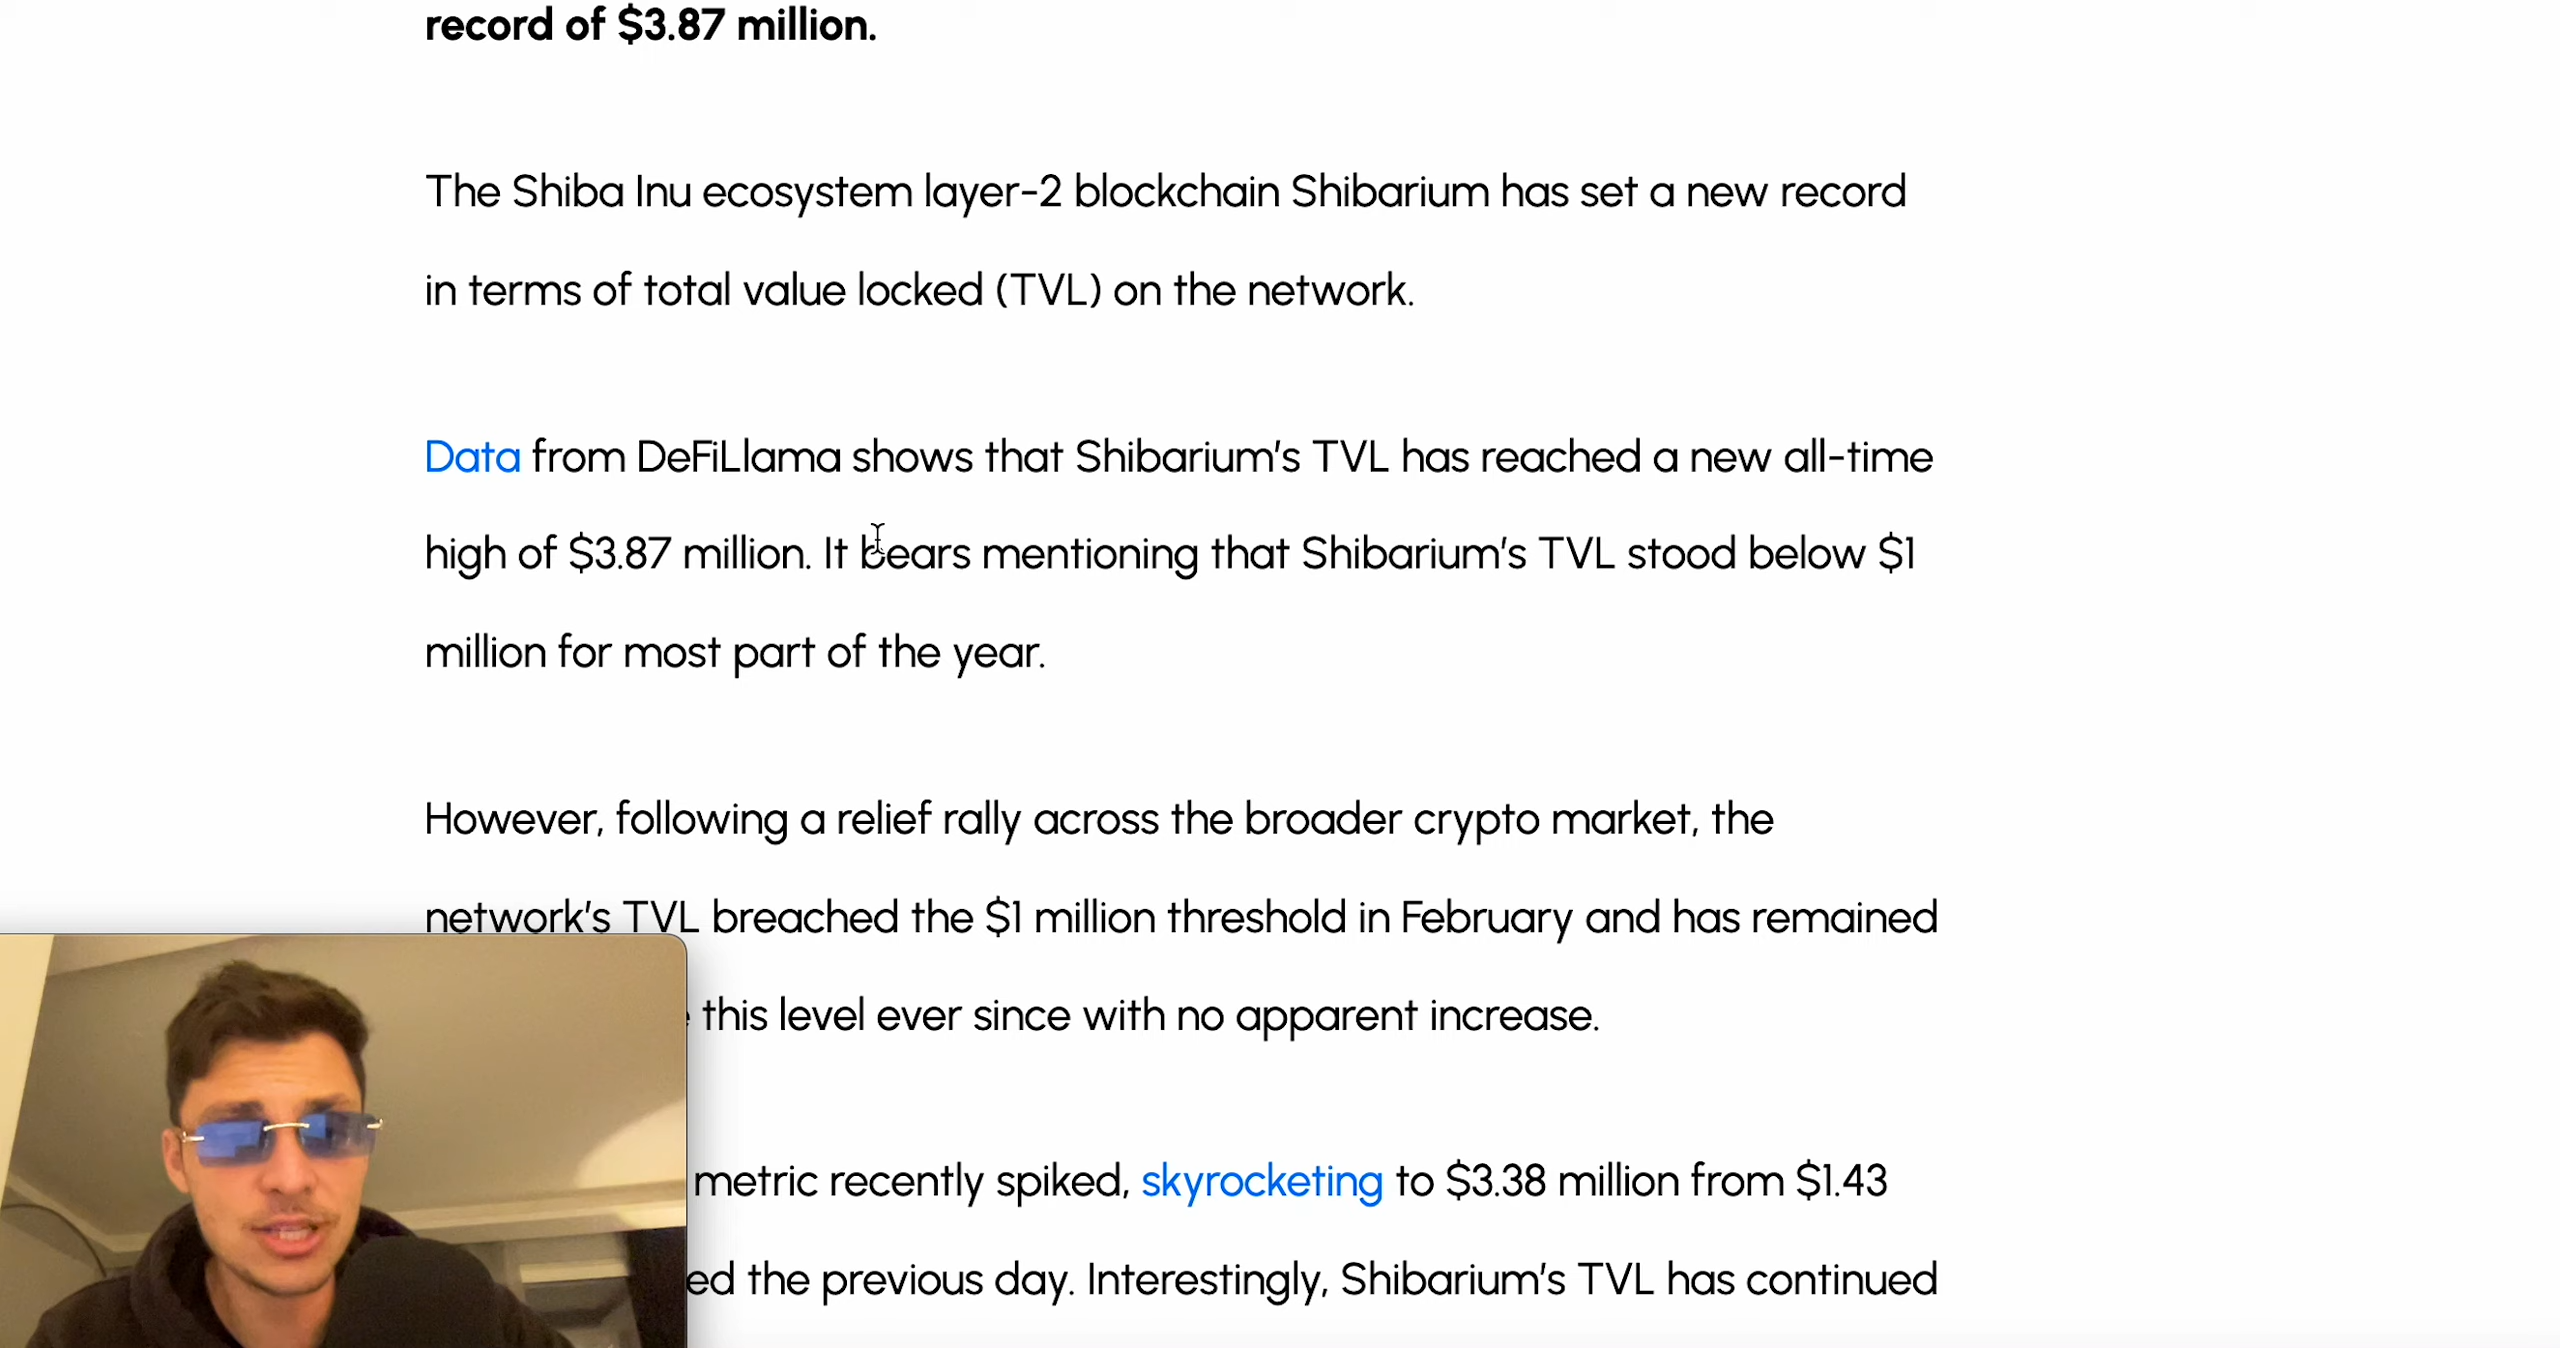 record of $3.87 million.
The Shiba Inu ecosystem layer-2 blockchain Shibarium has set a new record
in terms of total value locked (TVL) on the network.
Data from DeFiLlama shows that Shibarium's TVL has reached a new all-time
high of $3.87 million. It bears mentioning that Shibarium's TVL stood below $1
million for most part of the year.
However, following a relief rally across the broader crypto market, the
network's TVL breached the $1 million threshold in February and has remained
this level ever since with no apparent increase.
metric recently spiked, skyrocketing to $3.38 million from $1.43
ed the previous day. Interestingly, Shibarium's TVL has continued